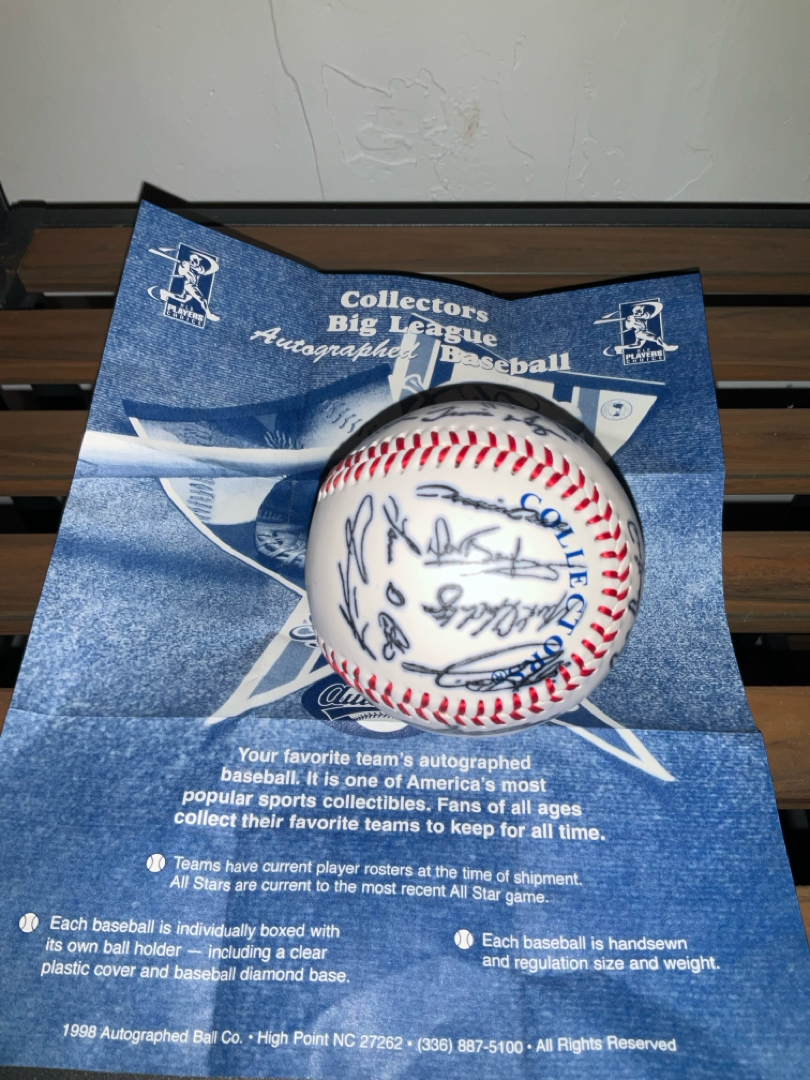 PLAYERS
CHOICE
Collectors
Big League
Autographed Baseball
PLAYERS
CHOICE
COLLECTORS®
Your favorite team's autographed
baseball. It is one of America's most
popular sports collectibles. Fans of all ages
collect their favorite teams to keep for all time.
Teams have current player rosters at the time of shipment.
All Stars are current to the most recent All Star game.
Each baseball is individually boxed with
its own ball holder — including a clear
plastic cover and baseball diamond base.
Each baseball is handsewn
and regulation size and weight.
1998 Autographed Ball Co. • High Point NC 27262 • (336) 887-5100 • All Rights Reserved